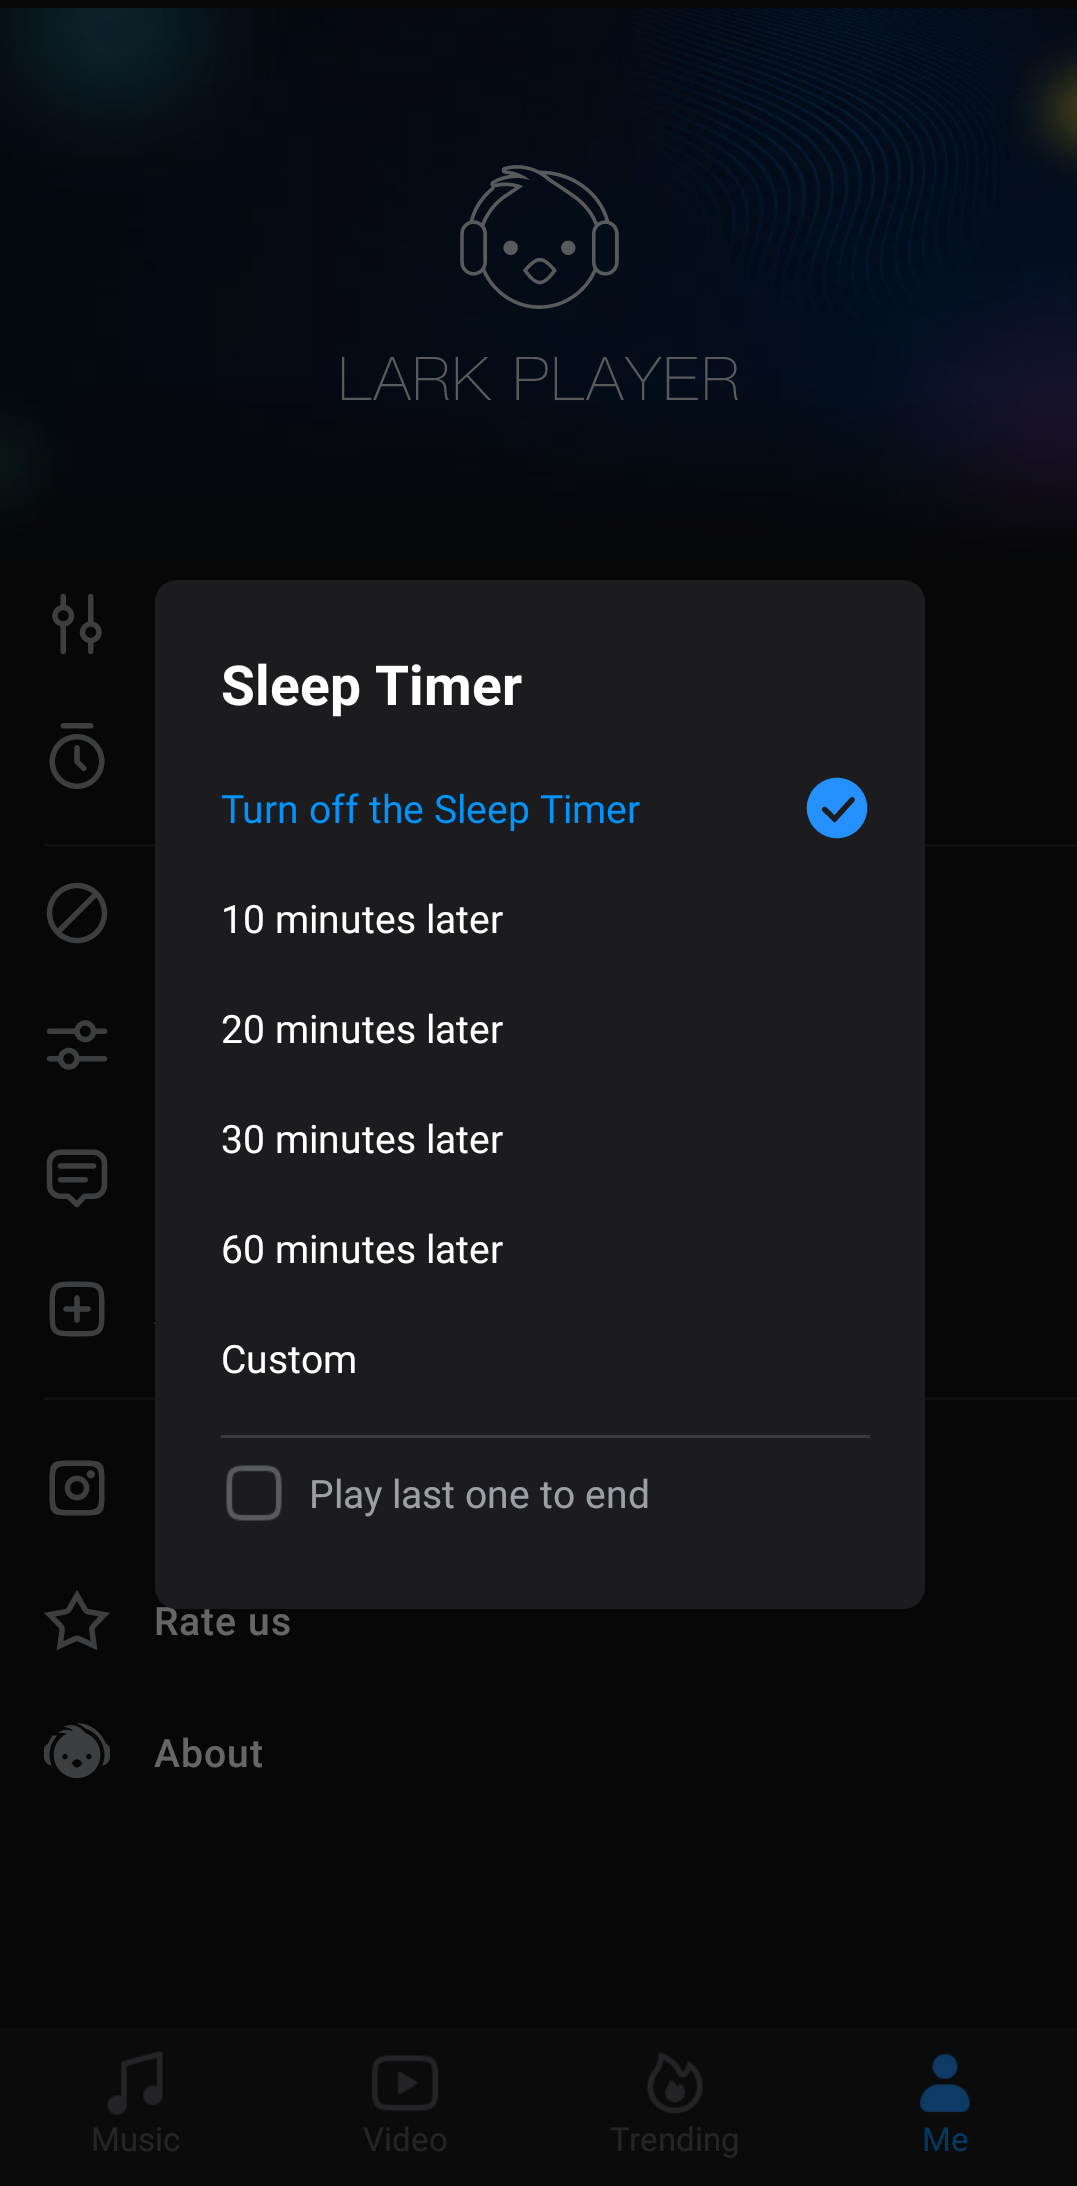 LARK PLAYER
Sleep Timer
Turn off the Sleep Timer
10 minutes later
20 minutes later
30 minutes later
60 minutes later
Custom
Play last one to end
Rate us
About
Music
Video
Trending
Me